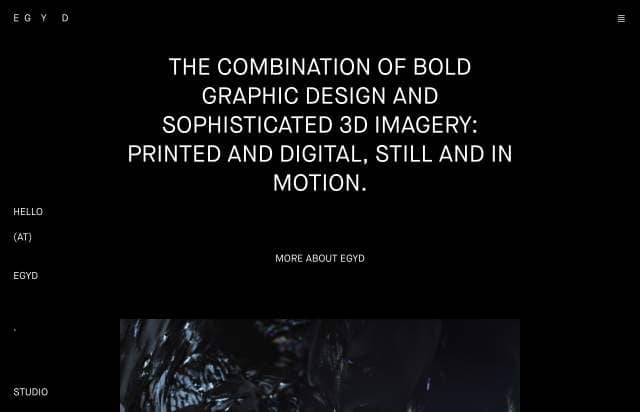 E G Y D
THE COMBINATION OF BOLD
GRAPHIC DESIGN AND
SOPHISTICATED 3D IMAGERY:
PRINTED AND DIGITAL, STILL AND IN
MOTION.
HELLO
(AT)
EGYD
.
STUDIO
MORE ABOUT EGYD